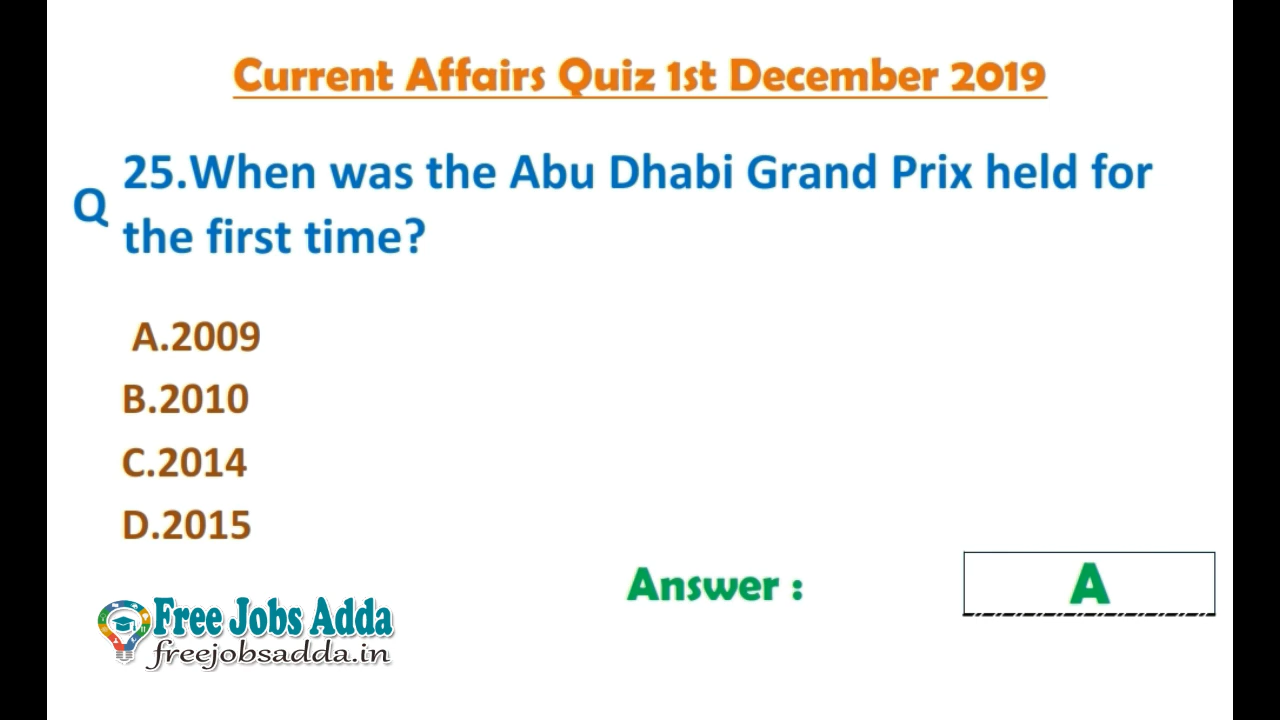 Current Affairs Quiz 1st December 2019
Q
25.When was the Abu Dhabi Grand Prix held for
the first time?
A.2009
B.2010
C.2014
D.2015
Answer :
A
Free Jobs Adda
freejobsadda.in